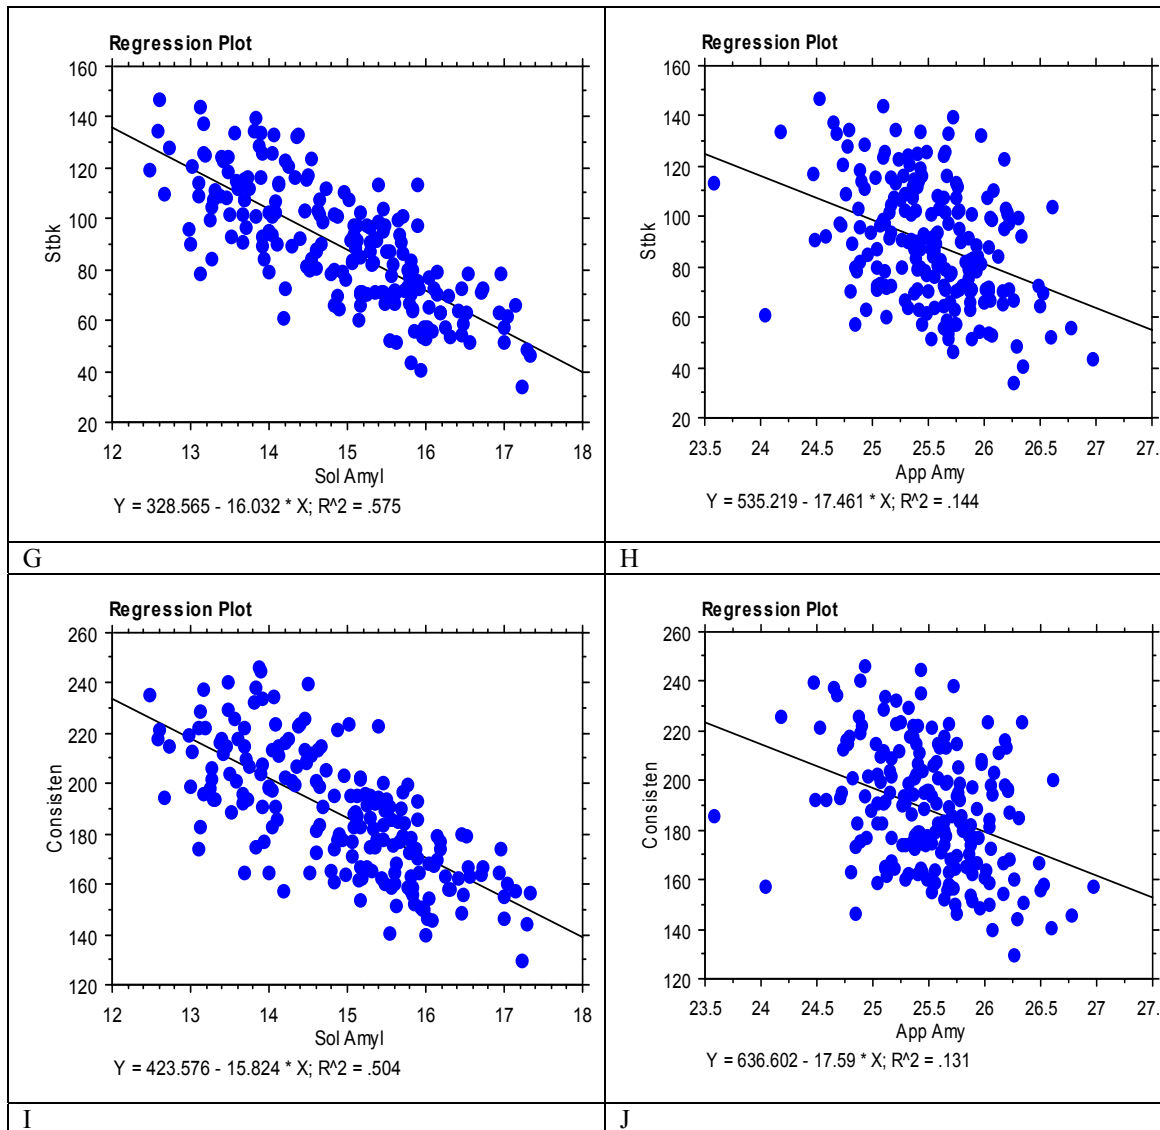 Regression Plot
160
140
120
100
80
60
40
20
Stbk
12 13 14 15 16 17 18
Sol Amyl
Y = 328.565 - 16.032 * X; R^2 = .575
G
Regression Plot
160
140
120
100
80
60
40
20
Stbk
23.5 24 24.5 25 25.5 26 26.5 27 27.
App Amy
Y = 535.219 - 17.461 * X; R^2 = .144
H
Regression Plot
260
240
220
200
180
160
140
120
Consisten
12 13 14 15 16 17 18
Sol Amyl
Y = 423.576 - 15.824 * X; R^2 = .504
I
Regression Plot
260
240
220
200
180
160
140
120
Consisten
23.5 24 24.5 25 25.5 26 26.5 27 27.
App Amy
Y = 636.602 - 17.59 * X; R^2 = .131
J